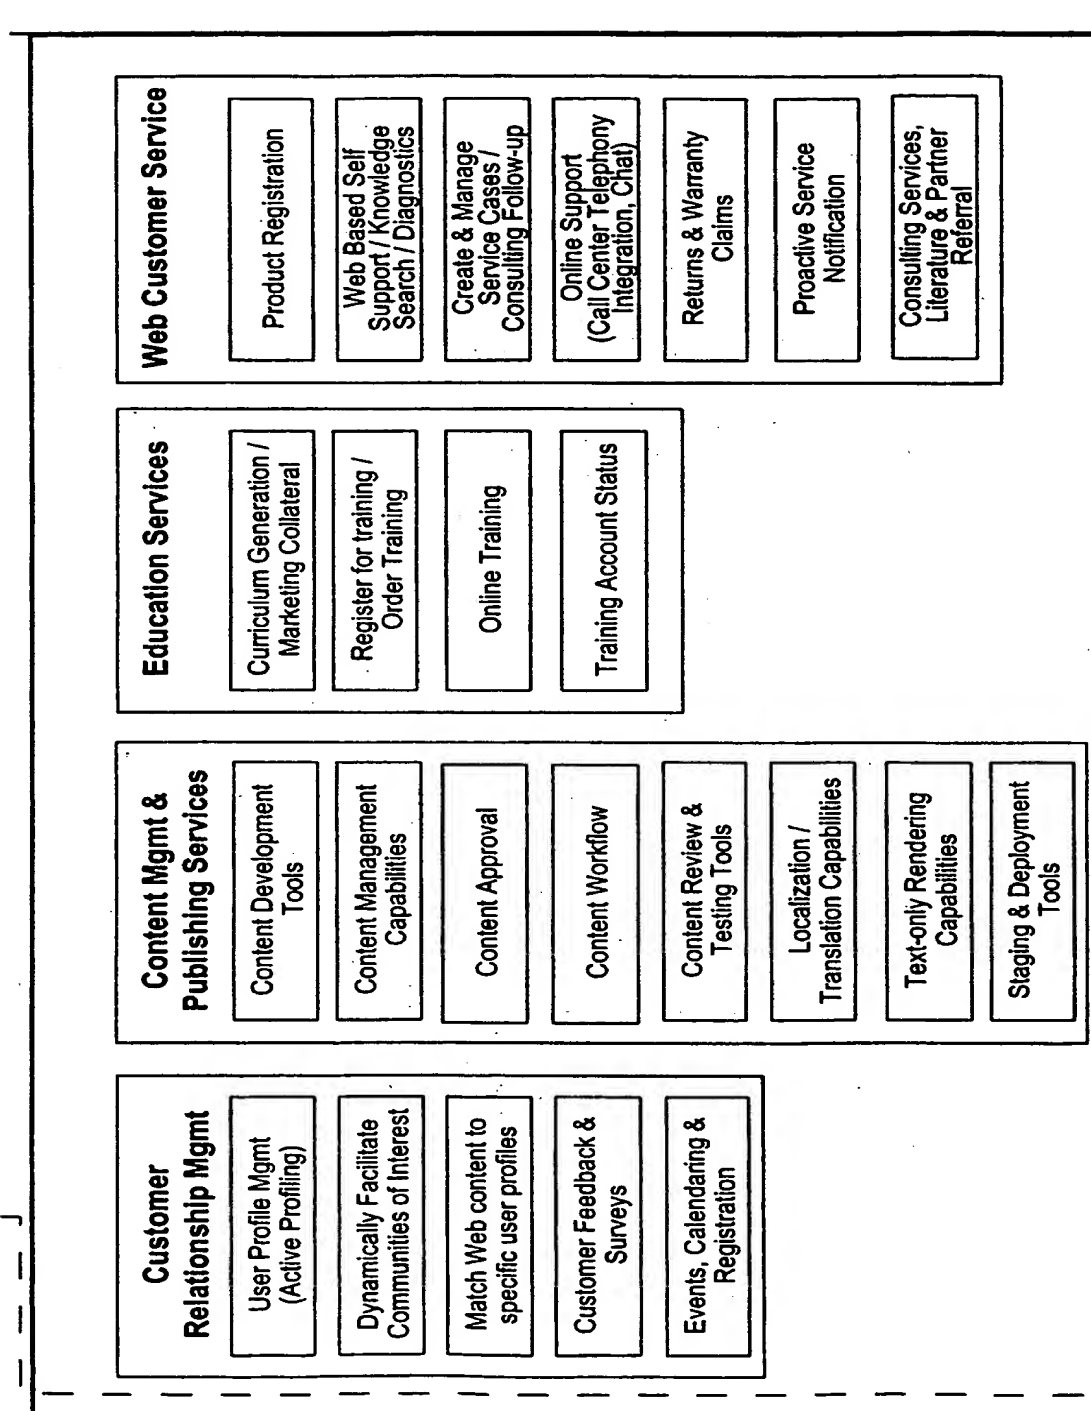 Customer
Relationship Mgmt
User Profile Mgmt
(Active Profiling)
Dynamically Facilitate
Communities of Interest
Match Web content to
specific user profiles
Customer Feedback &
Surveys
Events, Calendaring &
Registration
Content Mgmt &
Publishing Services
Content Development
Tools
Content Management
Capabilities
Content Approval
Content Workflow
Content Review &
Testing Tools
Localization /
Translation Capabilities
Text-only Rendering
Capabilities
Staging & Deployment
Tools
Education Services
Curriculum Generation /
Marketing Collateral
Register for training /
Order Training
Online Training
Training Account Status
Web Customer Service
Product Registration
Web Based Self
Support / Knowledge
Search / Diagnostics
Create & Manage
Service Cases /
Consulting Follow-up
Online Support
(Call Center Telephony
Integration, Chat)
Returns & Warranty
Claims
Proactive Service
Notification
Consulting Services,
Literature & Partner
Referral